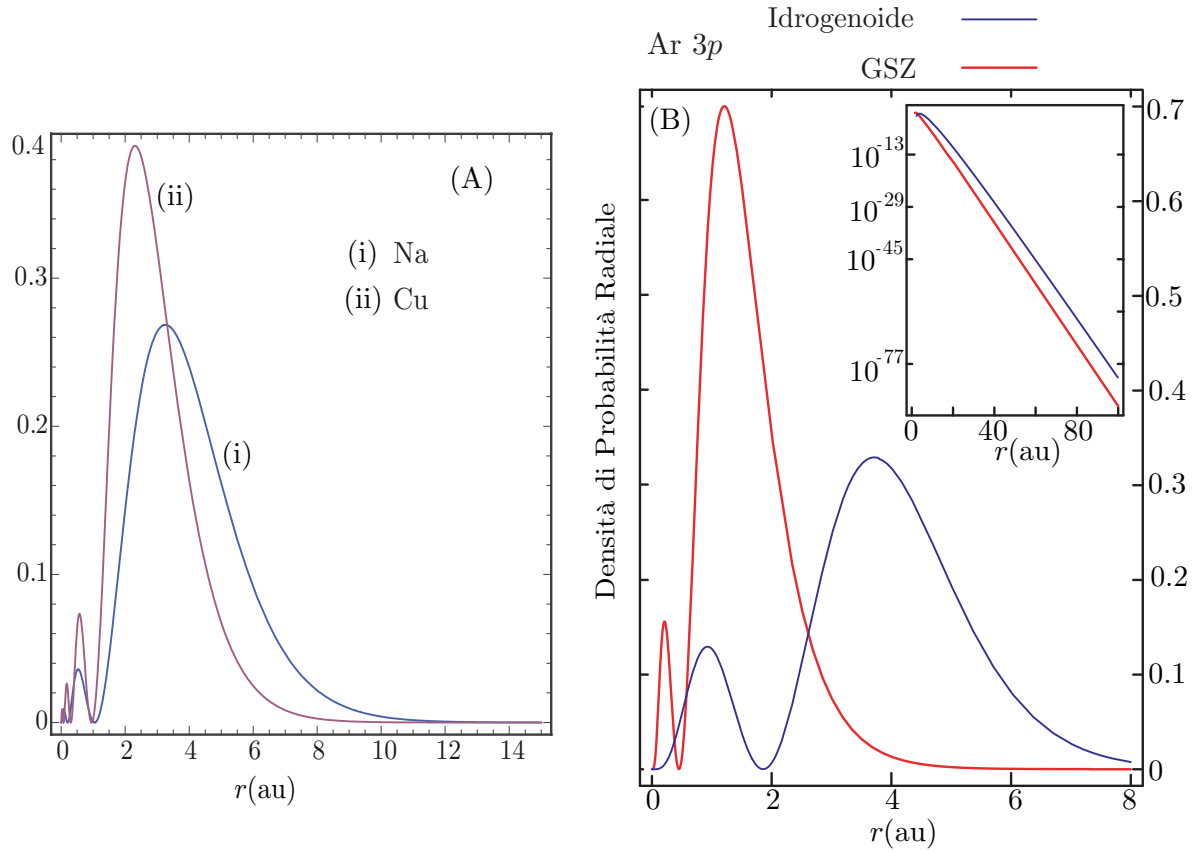 (A)
(ii)
(i) Na
(ii) Cu
(i)
0.4
0.3
0.2
0.1
0
0 2 4 6 8 10 12 14
r(au)
Ar 3p
Idrogenoide
GSZ
(B)
Densità di Probabilità Radiale
0.7
0.6
0.5
0.4
0.3
0.2
0.1
0
0 2 4 6 8
r(au)
10^-13
10^-29
10^-45
10^-77
0 40 80
r(au)